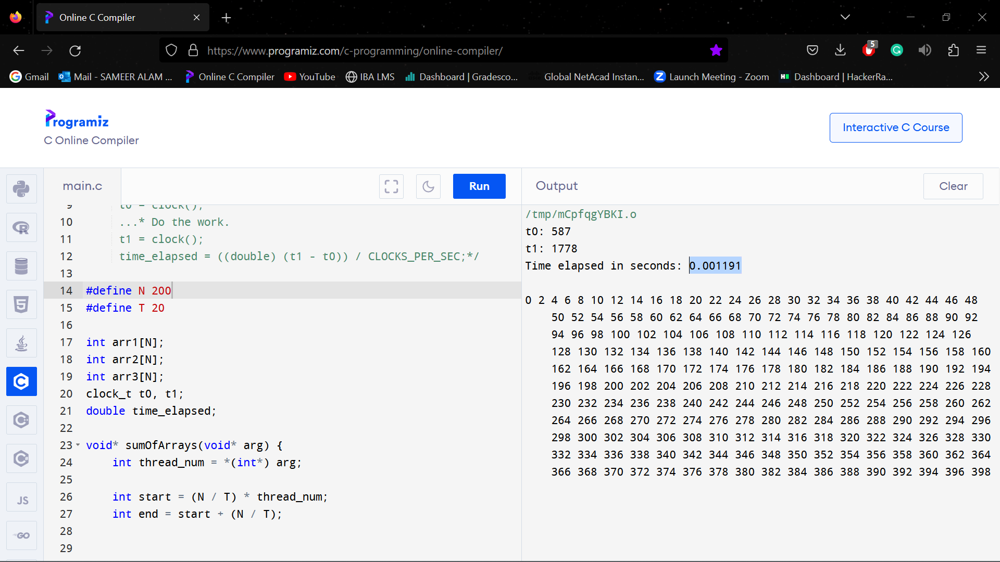 Online C Compiler
https://www.programiz.com/c-programming/online-compiler/
5
Gmail
Mail - SAMEER ALAM ...
Online C Compiler
YouTube
IBA LMS
Dashboard | Gradesco...
Global NetAcad Instan...
Launch Meeting - Zoom
Dashboard | HackerRa...
Programiz
C Online Compiler
Interactive C Course
main.c
Run
Output
Clear
9 t0 = clock();
10 ...* Do the work.
11 t1 = clock();
12 time_elapsed = ((double) (t1 - t0)) / CLOCKS_PER_SEC;*/
13
14 #define N 200
15 #define T 20
16
17 int arr1[N];
18 int arr2[N];
19 int arr3[N];
20 clock_t t0, t1;
21 double time_elapsed;
22
23 void* sumOfArrays(void* arg) {
24 int thread_num = *(int*) arg;
25
26 int start = (N / T) * thread_num;
27 int end = start + (N / T);
28
29
JS
GO
/tmp/mCpfqgYBKI.o
t0: 587
t1: 1778
Time elapsed in seconds: 0.001191
0 2 4 6 8 10 12 14 16 18 20 22 24 26 28 30 32 34 36 38 40 42 44 46 48
50 52 54 56 58 60 62 64 66 68 70 72 74 76 78 80 82 84 86 88 90 92
94 96 98 100 102 104 106 108 110 112 114 116 118 120 122 124 126
128 130 132 134 136 138 140 142 144 146 148 150 152 154 156 158 160
162 164 166 168 170 172 174 176 178 180 182 184 186 188 190 192 194
196 198 200 202 204 206 208 210 212 214 216 218 220 222 224 226 228
230 232 234 236 238 240 242 244 246 248 250 252 254 256 258 260 262
264 266 268 270 272 274 276 278 280 282 284 286 288 290 292 294 296
298 300 302 304 306 308 310 312 314 316 318 320 322 324 326 328 330
332 334 336 338 340 342 344 346 348 350 352 354 356 358 360 362 364
366 368 370 372 374 376 378 380 382 384 386 388 390 392 394 396 398